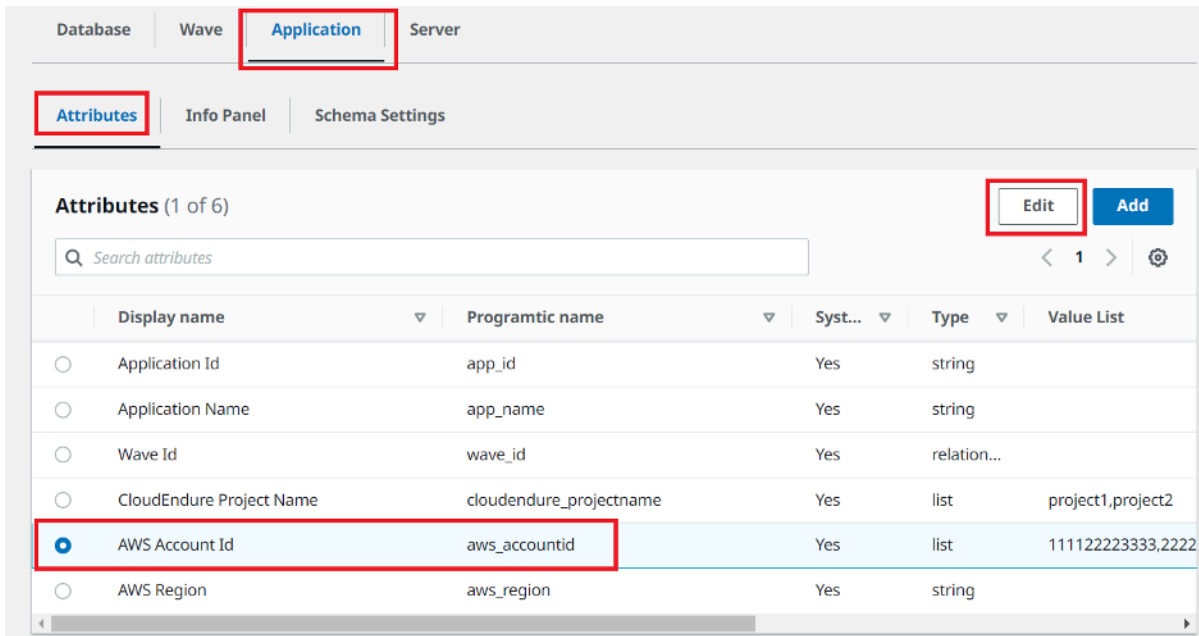 Database Wave Application Server
Attributes Info Panel Schema Settings
Attributes (1 of 6) Edit Add
Search attributes 1
Display name Programtic name Syst... Type Value List
Application Id app_id Yes string
Application Name app_name Yes string
Wave Id wave_id Yes relation...
CloudEndure Project Name cloudendure_projectname Yes list project1,project2
AWS Account Id aws_accountid Yes list 111122223333,2222
AWS Region aws_region Yes string